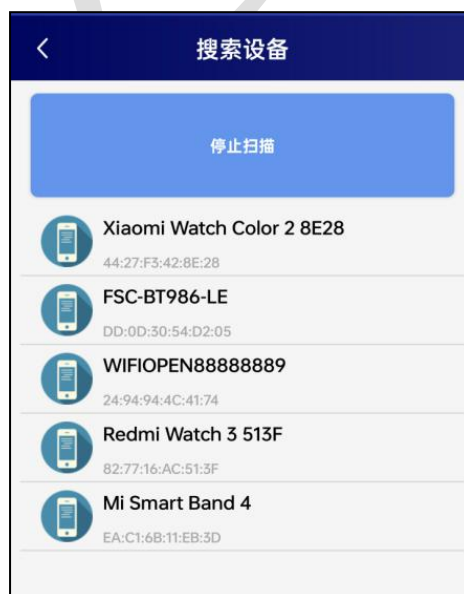 搜索设备
停止扫描
Xiaomi Watch Color 2 8E28
44:27:F3:42:8E:28
FSC-BT986-LE
DD:0D:30:54:D2:05
WIFIOPEN88888889
24:94:94:4C:41:74
Redmi Watch 3 513F
82:77:16:AC:51:3F
Mi Smart Band 4
EA:C1:6B:11:EB:3D